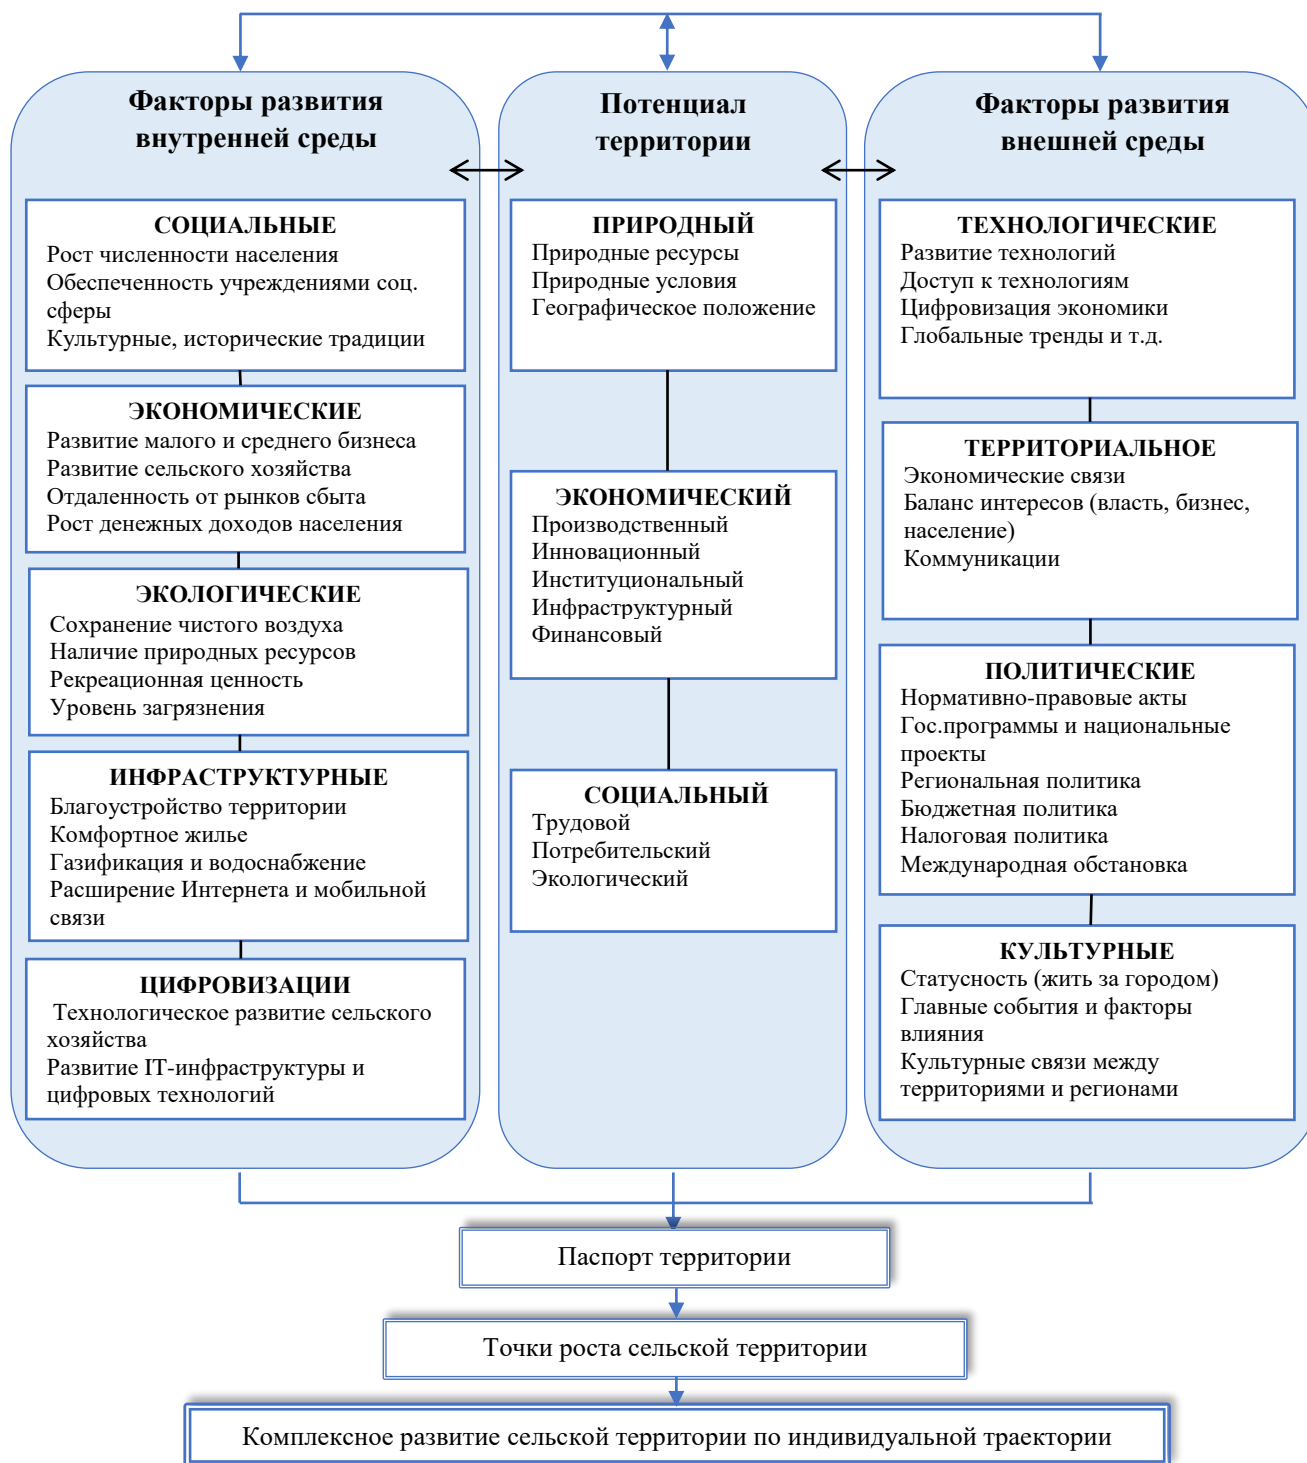 Факторы развития
внутренней среды
СОЦИАЛЬНЫЕ
Рост численности населения
Обеспеченность учреждениями соц.
сферы
Культурные, исторические традиции
ЭКОНОМИЧЕСКИЕ
Развитие малого и среднего бизнеса
Развитие сельского хозяйства
Отдаленность от рынков сбыта
Рост денежных доходов населения
ЭКОЛОГИЧЕСКИЕ
Сохранение чистого воздуха
Наличие природных ресурсов
Рекреационная ценность
Уровень загрязнения
ИНФРАСТРУКТУРНЫЕ
Благоустройство территории
Комфортное жилье
Газификация и водоснабжение
Расширение Интернета и мобильной
связи
ЦИФРОВИЗАЦИИ
Технологическое развитие сельского
хозяйства
Развитие IT-инфраструктуры и
цифровых технологий
Потенциал
территории
ПРИРОДНЫЙ
Природные ресурсы
Природные условия
Географическое положение
ЭКОНОМИЧЕСКИЙ
Производственный
Инновационный
Институциональный
Инфраструктурный
Финансовый
СОЦИАЛЬНЫЙ
Трудовой
Потребительский
Экологический
Факторы развития
внешней среды
ТЕХНОЛОГИЧЕСКИЕ
Развитие технологий
Доступ к технологиям
Цифровизация экономики
Глобальные тренды и т.д.
ТЕРРИТОРИАЛЬНОЕ
Экономические связи
Баланс интересов (власть, бизнес,
население)
Коммуникации
ПОЛИТИЧЕСКИЕ
Нормативно-правовые акты
Гос.программы и национальные
проекты
Региональная политика
Бюджетная политика
Налоговая политика
Международная обстановка
КУЛЬТУРНЫЕ
Статусность (жить за городом)
Главные события и факторы
влияния
Культурные связи между
территориями и регионами
Паспорт территории
Точки роста сельской территории
Комплексное развитие сельской территории по индивидуальной траектории